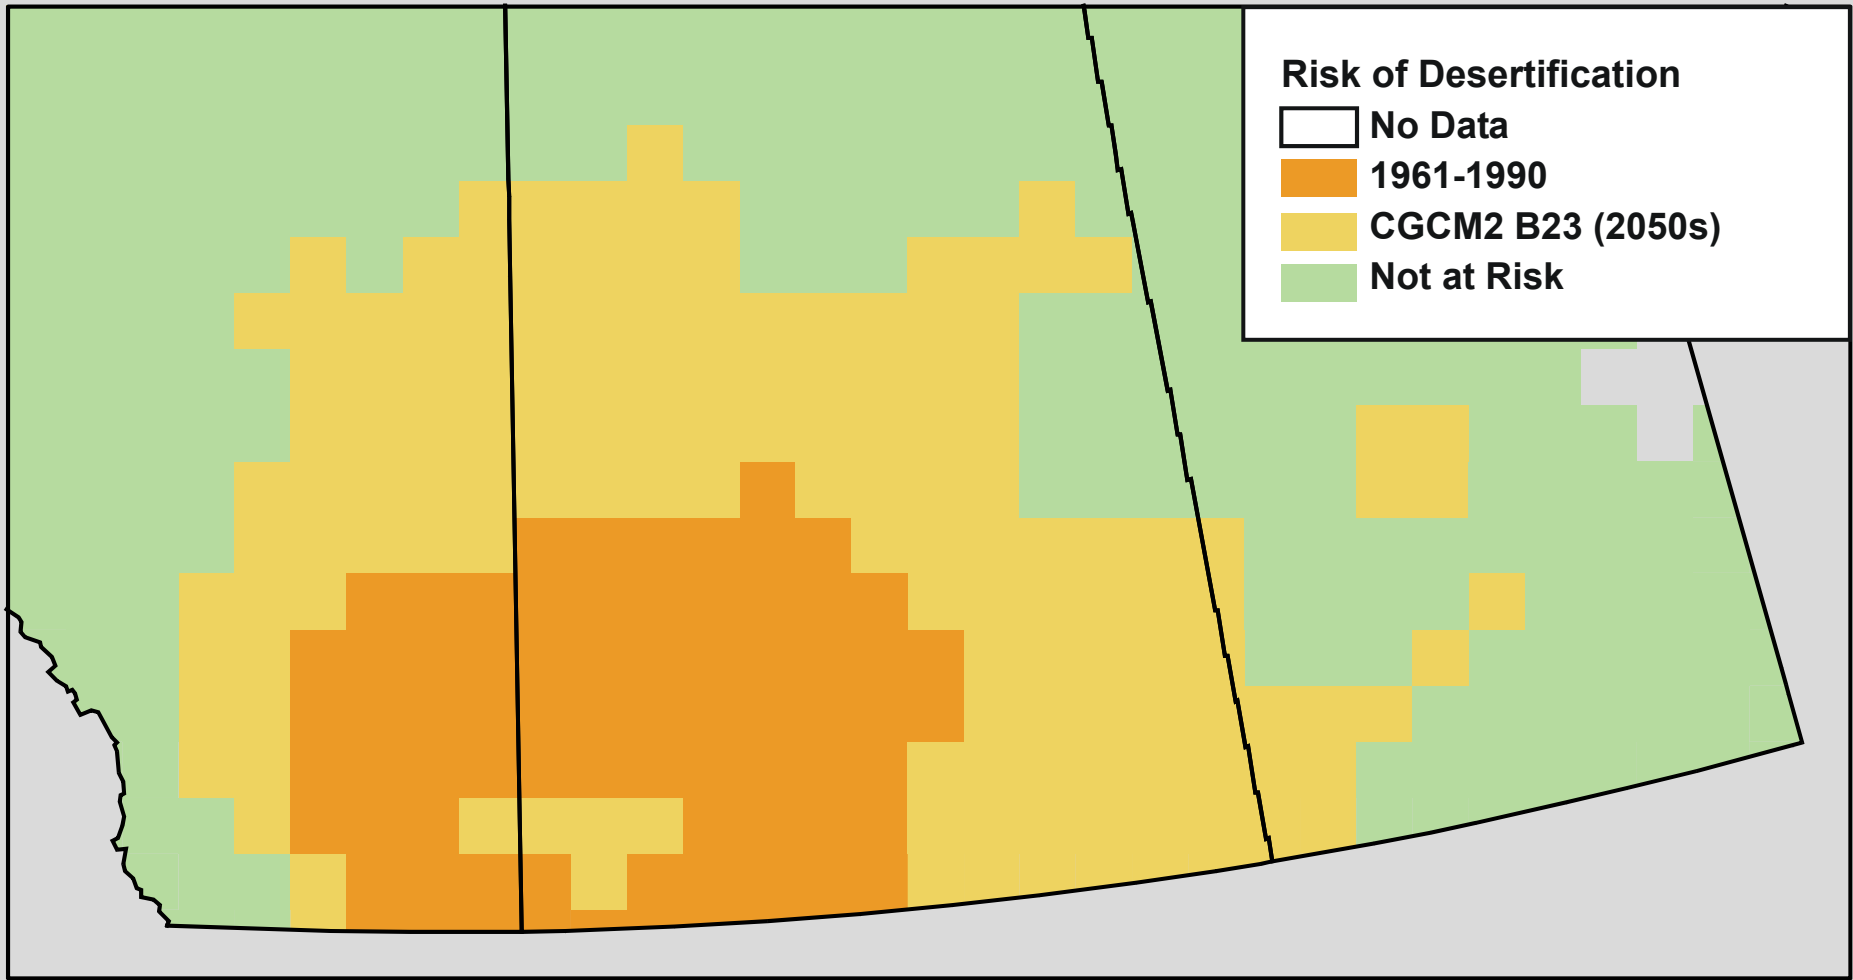 Risk of Desertification
No Data
1961-1990
CGCM2 B23 (2050s)
Not at Risk